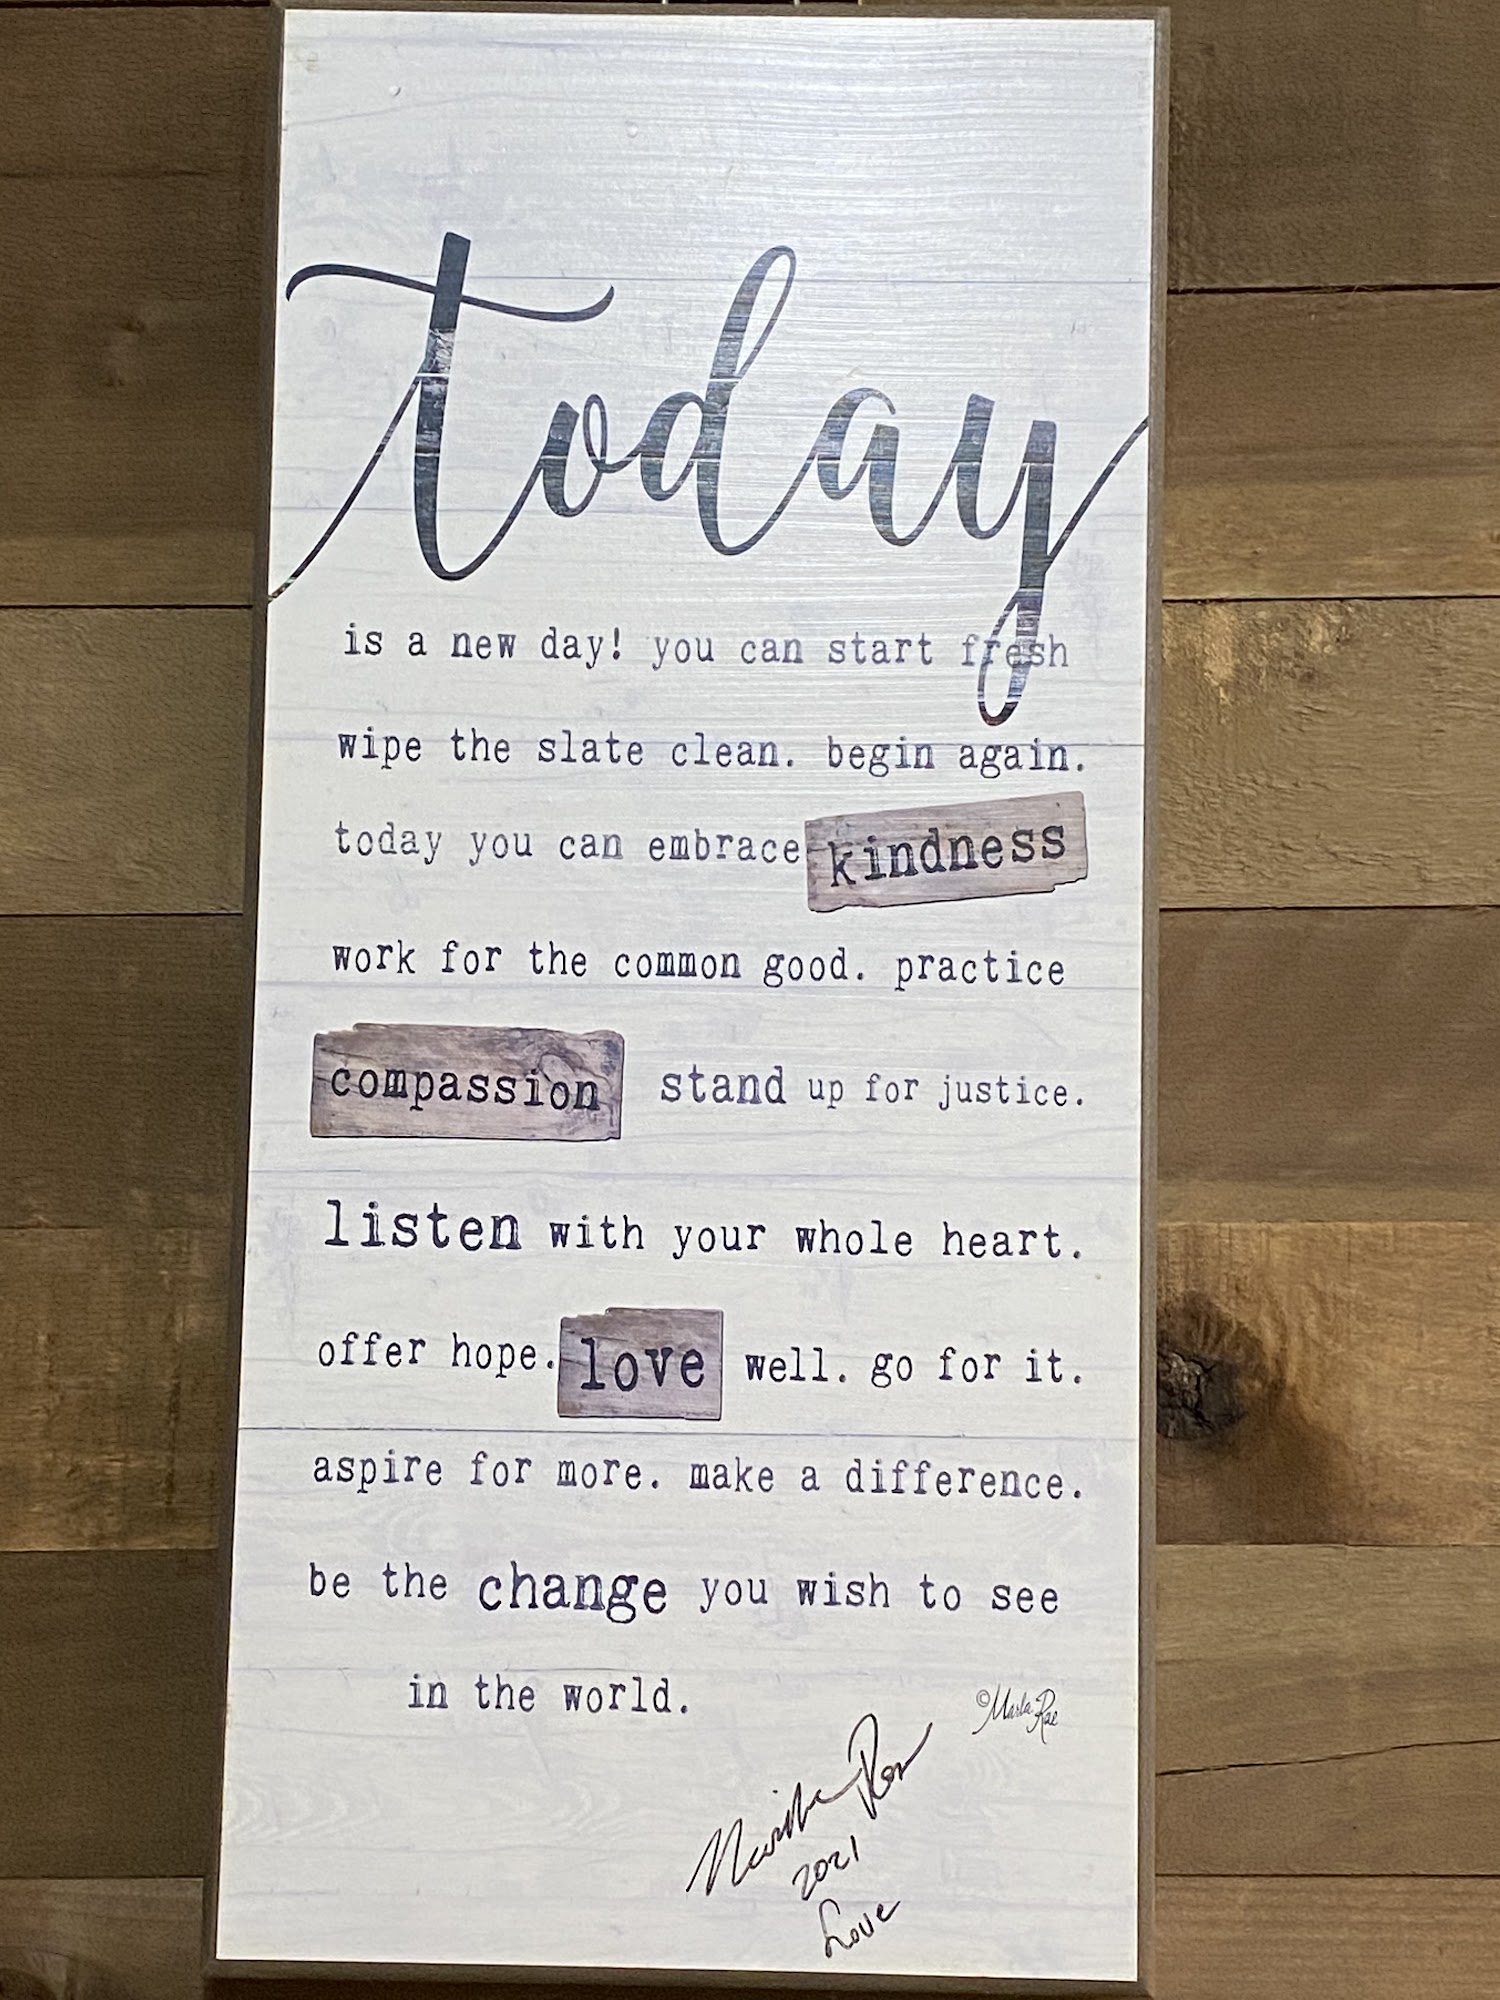 today
is a new day! you can start fresh
wipe the slate clean. begin again.
today you can embrace kindness
work for the common good. practice
compassion stand up for justice.
listen with your whole heart.
offer hope. love well. go for it.
aspire for more. make a difference.
be the change you wish to see
in the world.
©Marla Rae
2021
Love